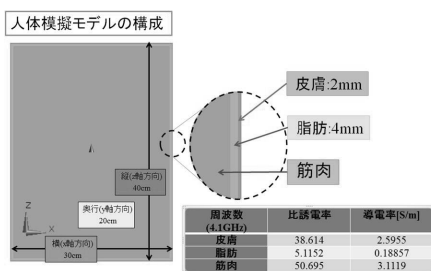 人体模擬モデルの構成
皮膚:2mm
脂肪:4mm
筋肉
縦(z軸方向)
40cm
奥行(y軸方向)
20cm
横(x軸方向)
30cm
Z
X
周波数 比誘電率 導電率[S/m]
(4.1GHz)
皮膚 38.614 2.5955
脂肪 5.1152 0.18857
筋肉 50.695 3.1119